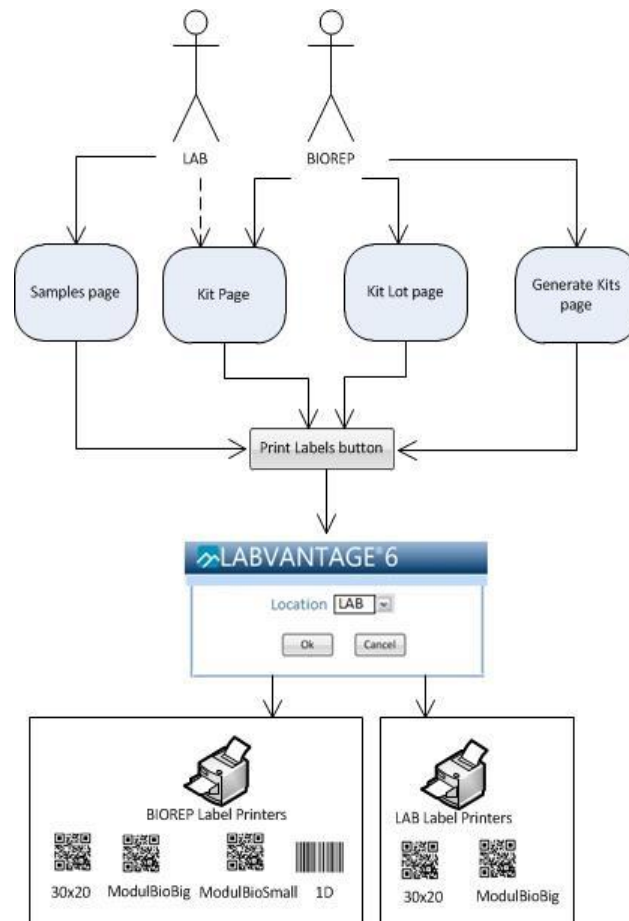 LAB
BIOREP
Samples page
Kit Page
Kit Lot page
Generate Kits
page
Print Labels button
LABVANTAGE®6
Location LAB
Ok
Cancel
BIOREP Label Printers
30x20
ModulBioBig
ModulBioSmall
1D
LAB Label Printers
30x20
ModulBioBig